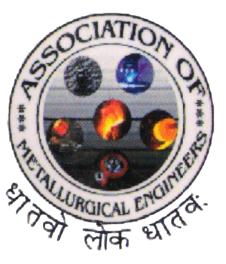 ASSOCIATION OF
METALLURGICAL ENGINEERS
धातवो लोक धातवः